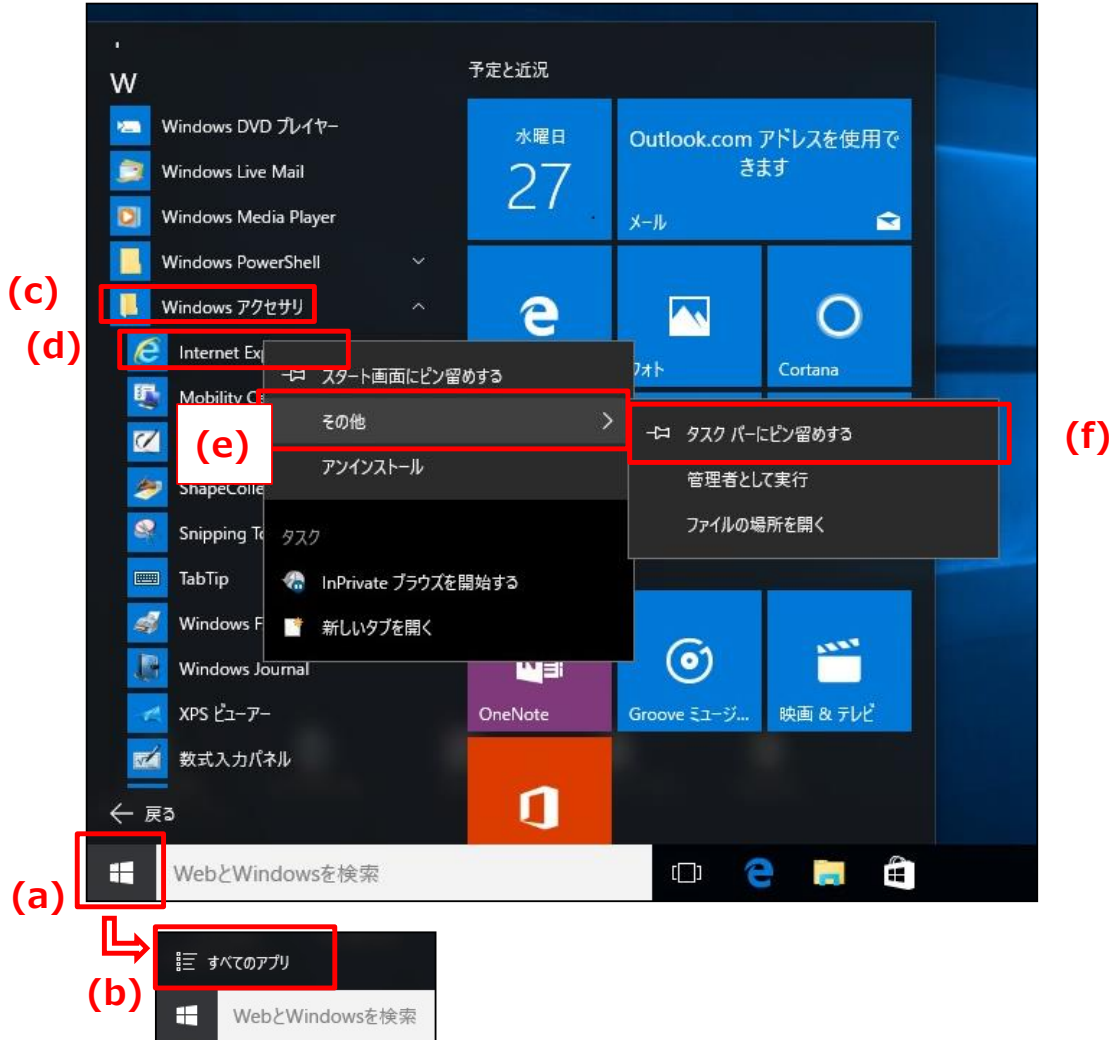 W
Windows DVD プレイヤー
Windows Live Mail
Windows Media Player
Windows PowerShell
(c)
Windows アクセサリ
(d)
Internet Ex
Mobility
ShapeColle
Snipping
TabTip
Windows F
Windows Journal
XPS ビューアー
数式入力パネル
戻る
予定と近況
水曜日
27
Outlook.com アドレスを使用で
きます
メール
フォト
Cortana
スタート画面にピン留めする
(e)
その他
アンインストール
タスク
InPrivate ブラウズを開始する
新しいタブを開く
タスク バーにピン留めする
(f)
管理者として実行
ファイルの場所を開く
OneNote
Groove ミュージ...
映画 & テレビ
(a)
WebとWindowsを検索
(b)
すべてのアプリ
WebとWindowsを検索